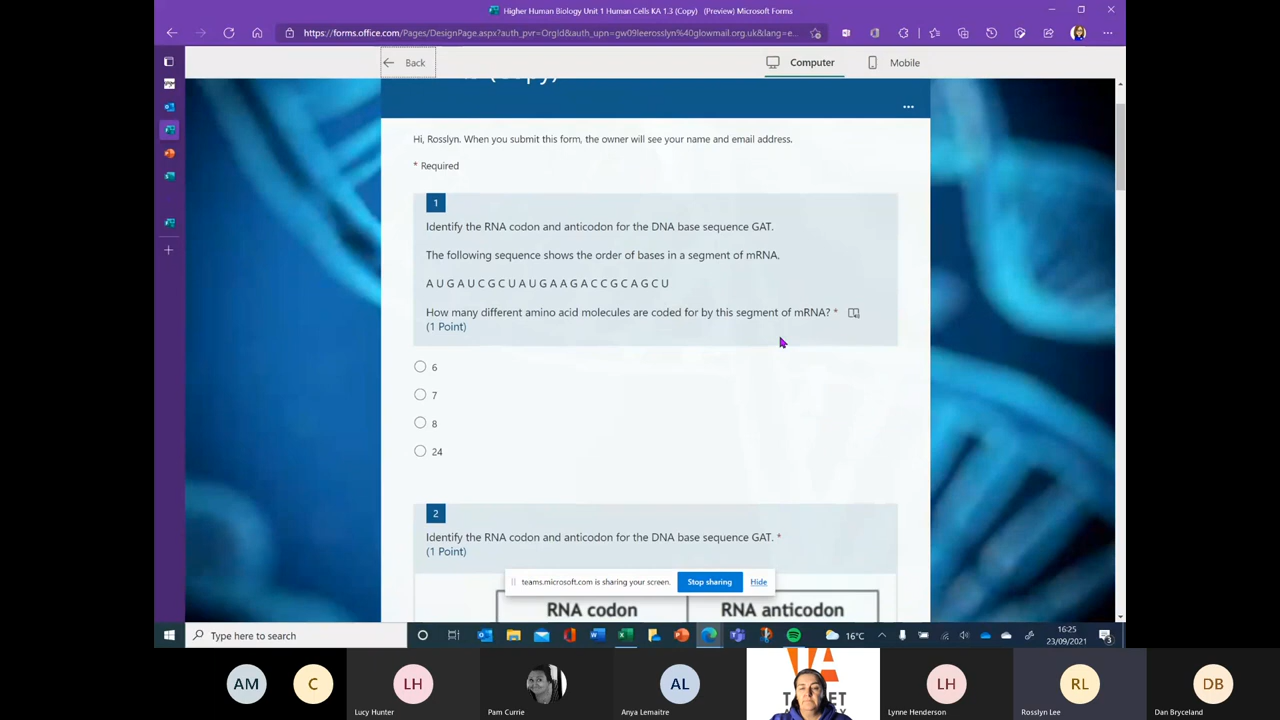 Higher Human Biology Unit 1 Human Cells KA 1.3 (Copy) (Preview) Microsoft Forms
https://forms.office.com/Pages/DesignPage.aspx?auth_pvr=OrgId&auth_upn=gw09leerosslyn%40glowmail.org.uk&lang=e...
Back
Computer
Mobile
(Copy)
Hi, Rosslyn. When you submit this form, the owner will see your name and email address.
* Required
1
Identify the RNA codon and anticodon for the DNA base sequence GAT.
The following sequence shows the order of bases in a segment of mRNA.
A U G A U C G C U A U G A A G A C C G C A G C U
How many different amino acid molecules are coded for by this segment of mRNA? *
(1 Point)
6
7
8
24
2
Identify the RNA codon and anticodon for the DNA base sequence GAT. *
(1 Point)
teams.microsoft.com is sharing your screen. Stop sharing Hide
RNA codon RNA anticodon
Type here to search
16°C
16:25
23/09/2021
AM
C
LH
AL
LH
RL
DB
Lucy Hunter
Pam Currie
Anya Lemaitre
Lynne Henderson
Rosslyn Lee
Dan Bryceland